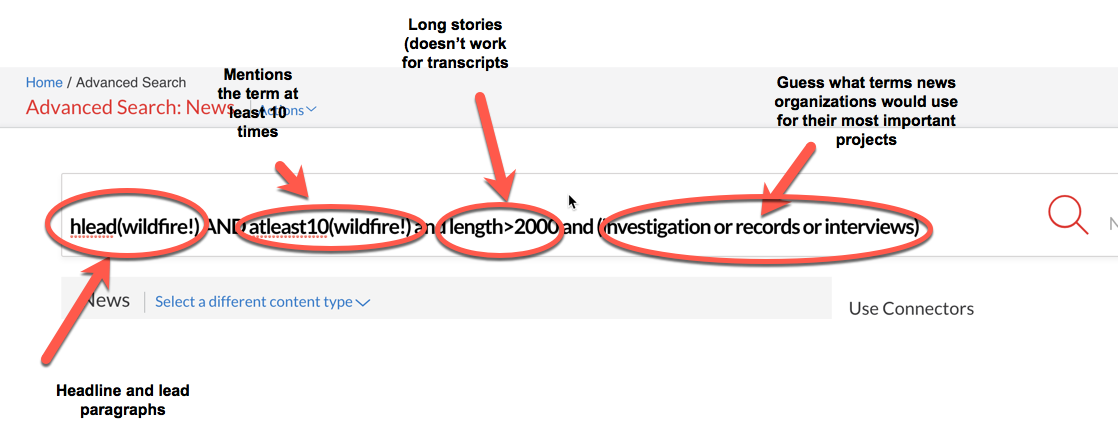 Long stories
(doesn't work
for transcripts
Mentions
the term at
least 10
times
Guess what terms news
organizations would use
for their most important
projects
Home / Advanced Search
Advanced Search: News
Actions
hlead(wildfire!) AND atleast10(wildfire!) and length>2000 and (investigation or records or interviews)
N
News
Select a different content type
Use Connectors
Headline and lead
paragraphs